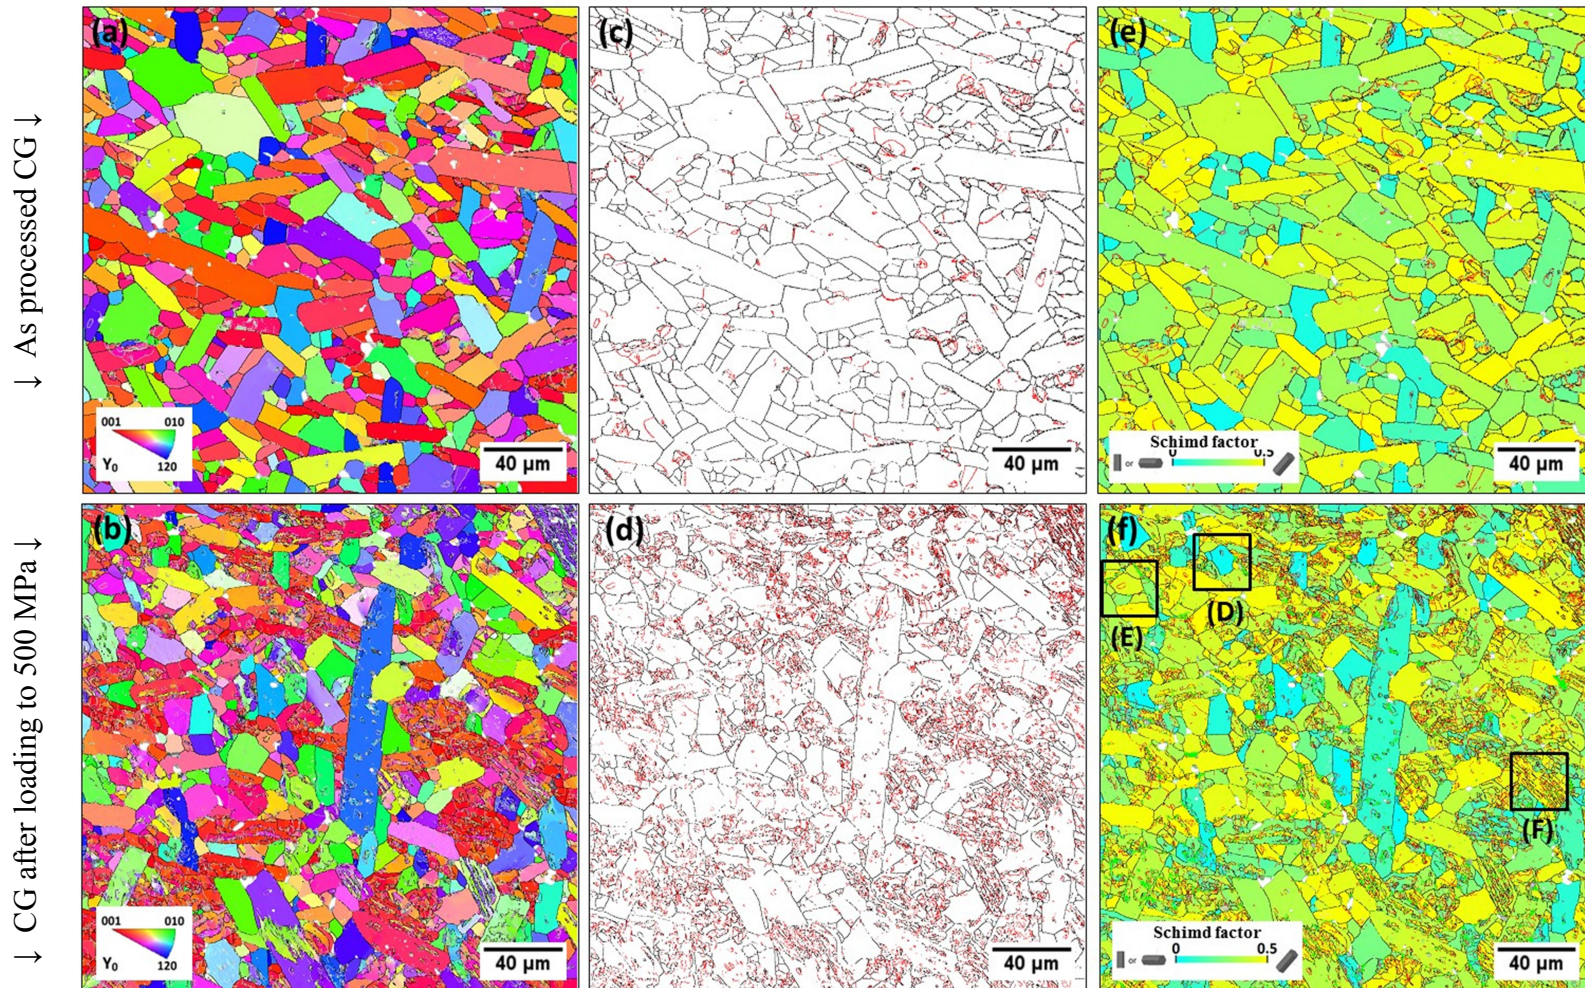 ↓ As processed CG ↓
(a)
001 010
Y0 120
40 µm
(c)
40 µm
(e)
Schimd factor
0 0.5
or
40 µm
↓ CG after loading to 500 MPa ↓
(b)
001 010
Y0 120
40 µm
(d)
40 µm
(f)
(D)
(E)
(F)
Schimd factor
0 0.5
or
40 µm